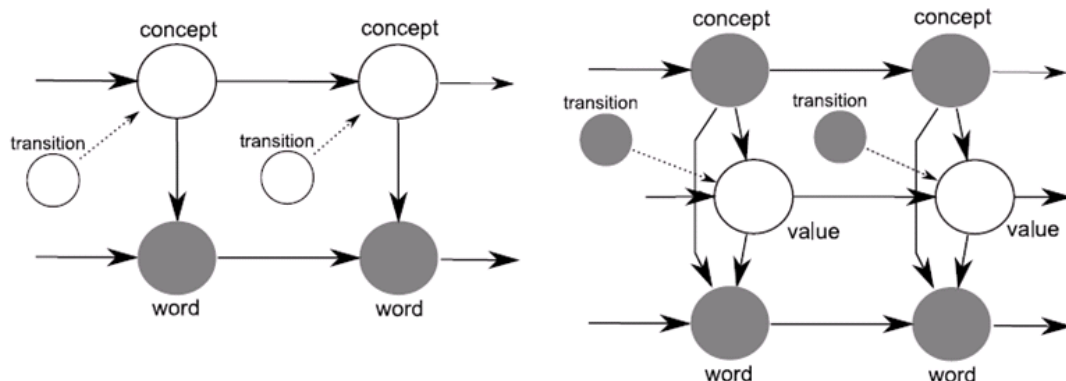 concept
concept
transition
transition
word
word
concept
concept
transition
transition
value
value
word
word